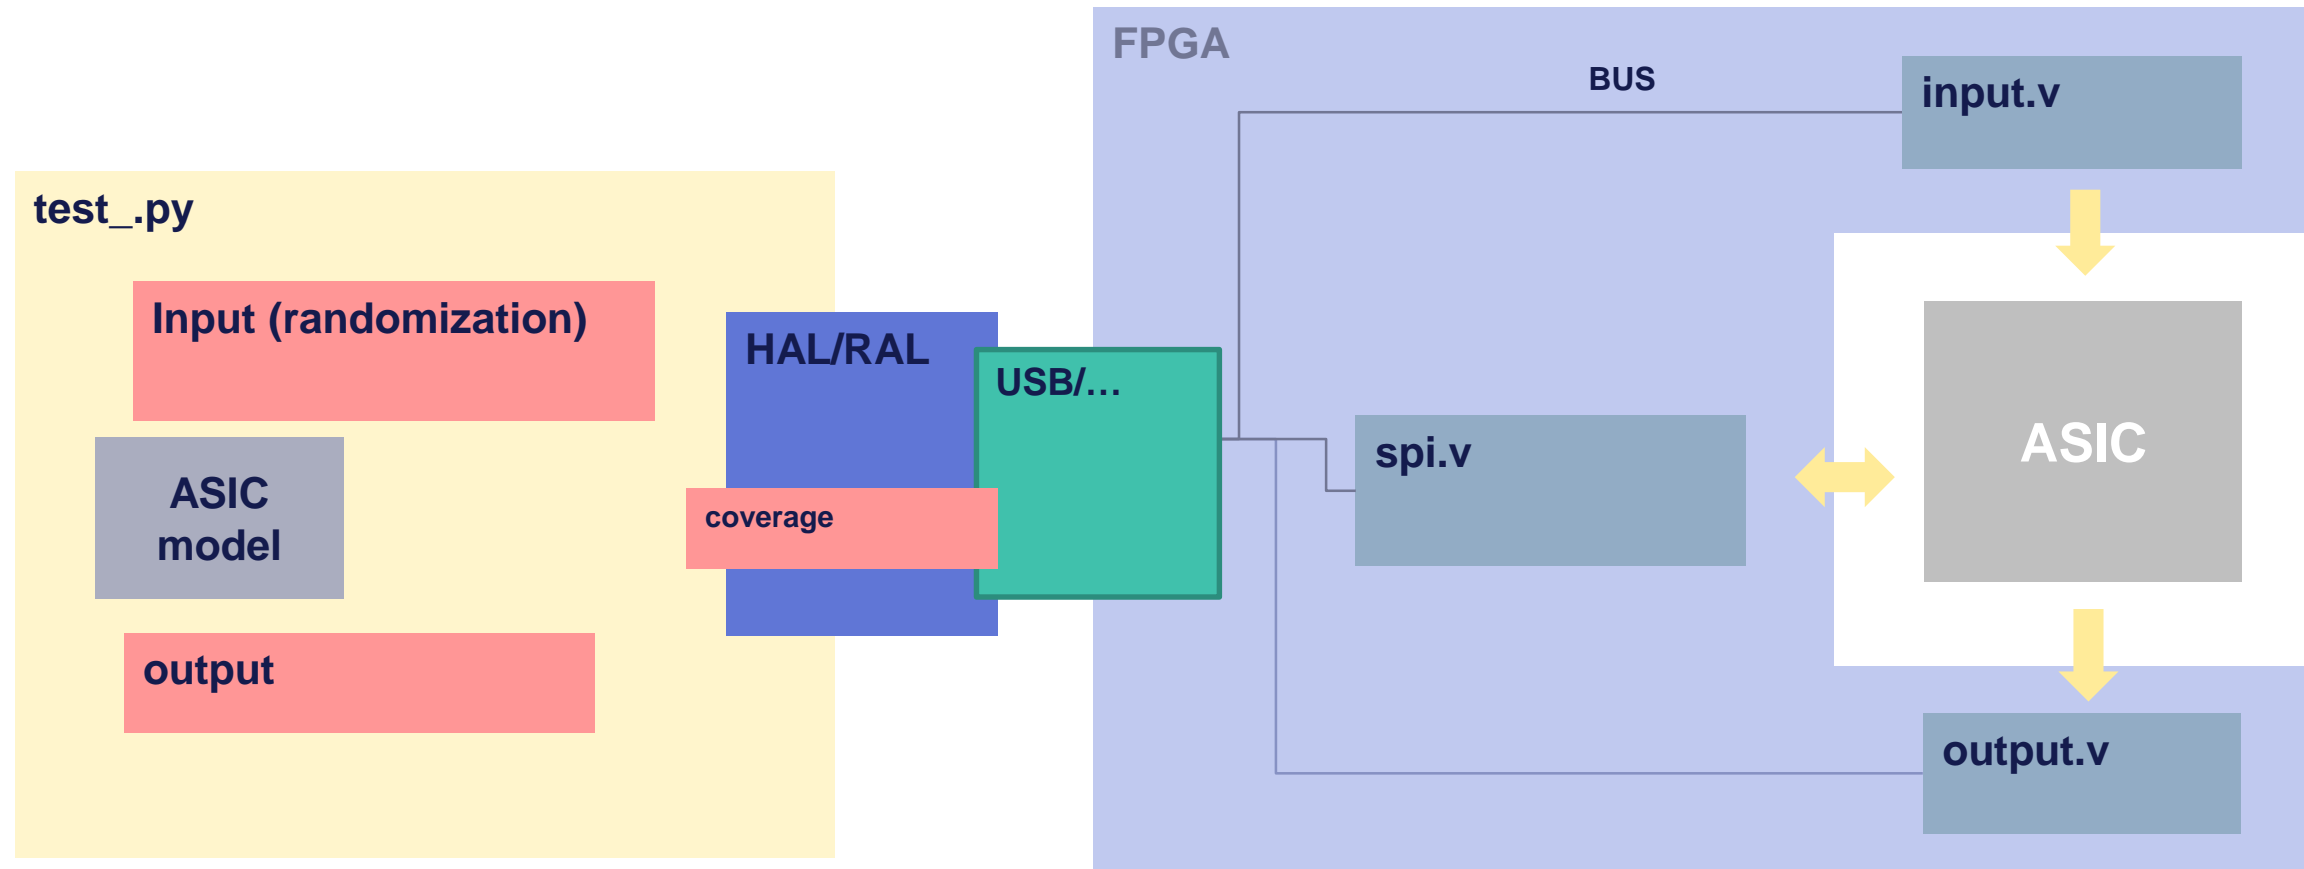 FPGA
BUS
input.v
test_.py
Input (randomization)
HAL/RAL
USB/…
spi.v
ASIC
ASIC
model
coverage
output
output.v